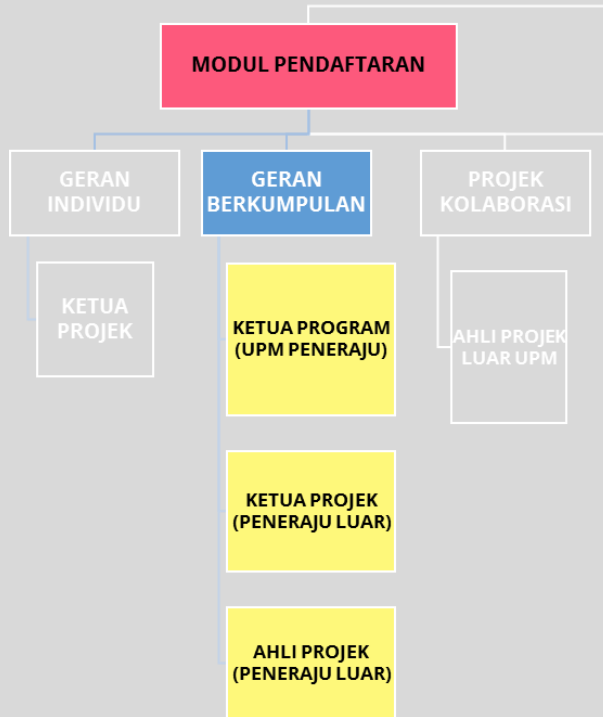 MODUL PENDAFTARAN
GERAN
INDIVIDU
GERAN
BERKUMPULAN
PROJEK
KOLABORASI
KETUA
PROJEK
KETUA PROGRAM
(UPM PENERAJU)
AHLI PROJEK
LUAR UPM
KETUA PROJEK
(PENERAJU LUAR)
AHLI PROJEK
(PENERAJU LUAR)